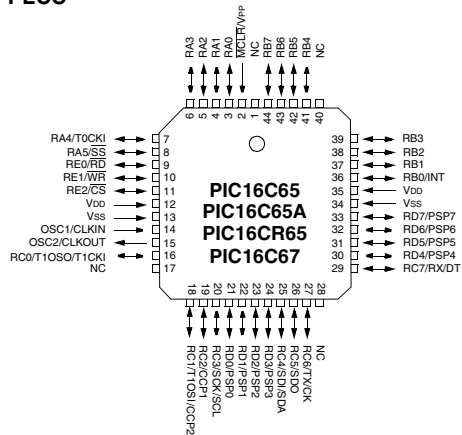 PLCC
RA3
RA2
RA1
RA0
MCLR/VPP
NC
RB7
RB6
RB5
RB4
NC
6
5
4
3
2
1
44
43
42
41
40
RA4/T0CKI 7
RA5/SS 8
RE0/RD 9
RE1/WR 10
RE2/CS 11
VDD 12
VSS 13
OSC1/CLKIN 14
OSC2/CLKOUT 15
RC0/T1OSO/T1CKI 16
NC 17
PIC16C65
PIC16C65A
PIC16CR65
PIC16C67
39 RB3
38 RB2
37 RB1
36 RB0/INT
35 VDD
34 VSS
33 RD7/PSP7
32 RD6/PSP6
31 RD5/PSP5
30 RD4/PSP4
29 RC7/RX/DT
18
19
20
21
22
23
24
25
26
27
28
RC1/T1OSI/CCP2
RC2/CCP1
RC3/SCK/SCL
RD0/PSP0
RD1/PSP1
RD2/PSP2
RD3/PSP3
RC4/SDI/SDA
RC5/SDO
RC6/TX/CK
NC